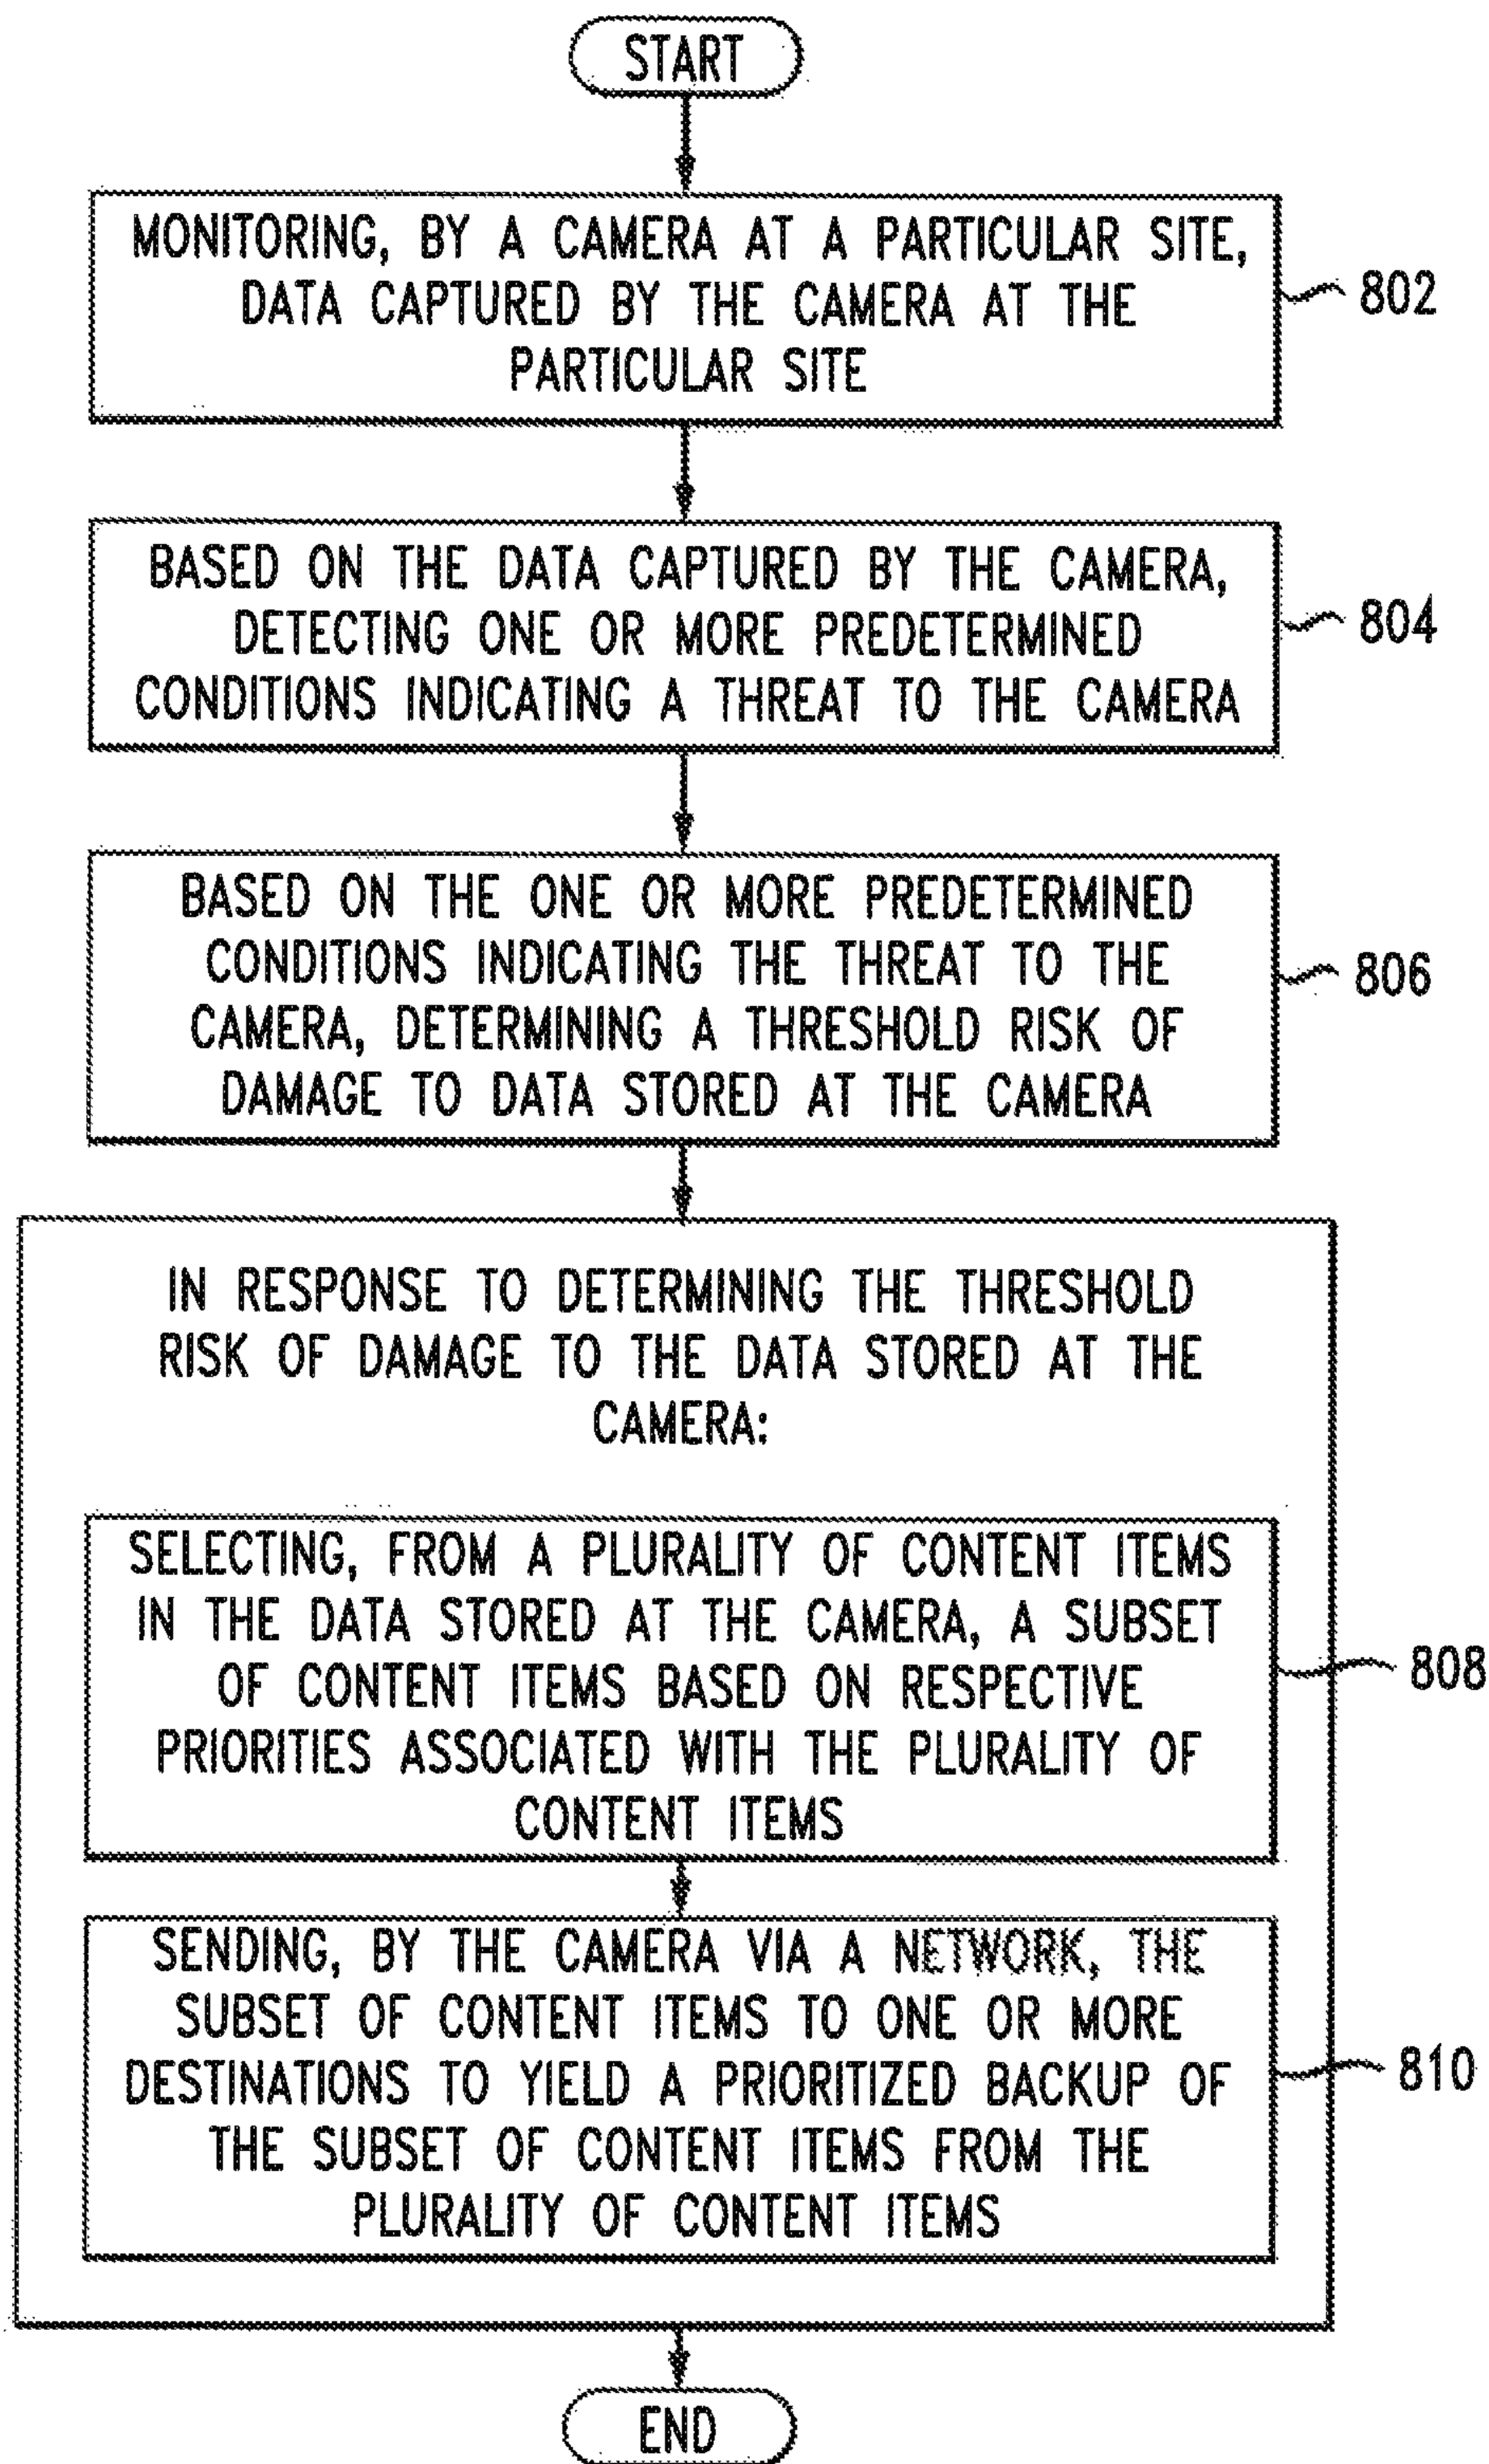 START
MONITORING, BY A CAMERA AT A PARTICULAR SITE,
DATA CAPTURED BY THE CAMERA AT THE
PARTICULAR SITE
802
BASED ON THE DATA CAPTURED BY THE CAMERA,
DETECTING ONE OR MORE PREDETERMINED
CONDITIONS INDICATING A THREAT TO THE CAMERA
804
BASED ON THE ONE OR MORE PREDETERMINED
CONDITIONS INDICATING THE THREAT TO THE
CAMERA, DETERMINING A THRESHOLD RISK OF
DAMAGE TO DATA STORED AT THE CAMERA
806
IN RESPONSE TO DETERMINING THE THRESHOLD
RISK OF DAMAGE TO THE DATA STORED AT THE
CAMERA:
SELECTING, FROM A PLURALITY OF CONTENT ITEMS
IN THE DATA STORED AT THE CAMERA, A SUBSET
OF CONTENT ITEMS BASED ON RESPECTIVE
PRIORITIES ASSOCIATED WITH THE PLURALITY OF
CONTENT ITEMS
808
SENDING, BY THE CAMERA VIA A NETWORK, THE
SUBSET OF CONTENT ITEMS TO ONE OR MORE
DESTINATIONS TO YIELD A PRIORITIZED BACKUP OF
THE SUBSET OF CONTENT ITEMS FROM THE
PLURALITY OF CONTENT ITEMS
810
END